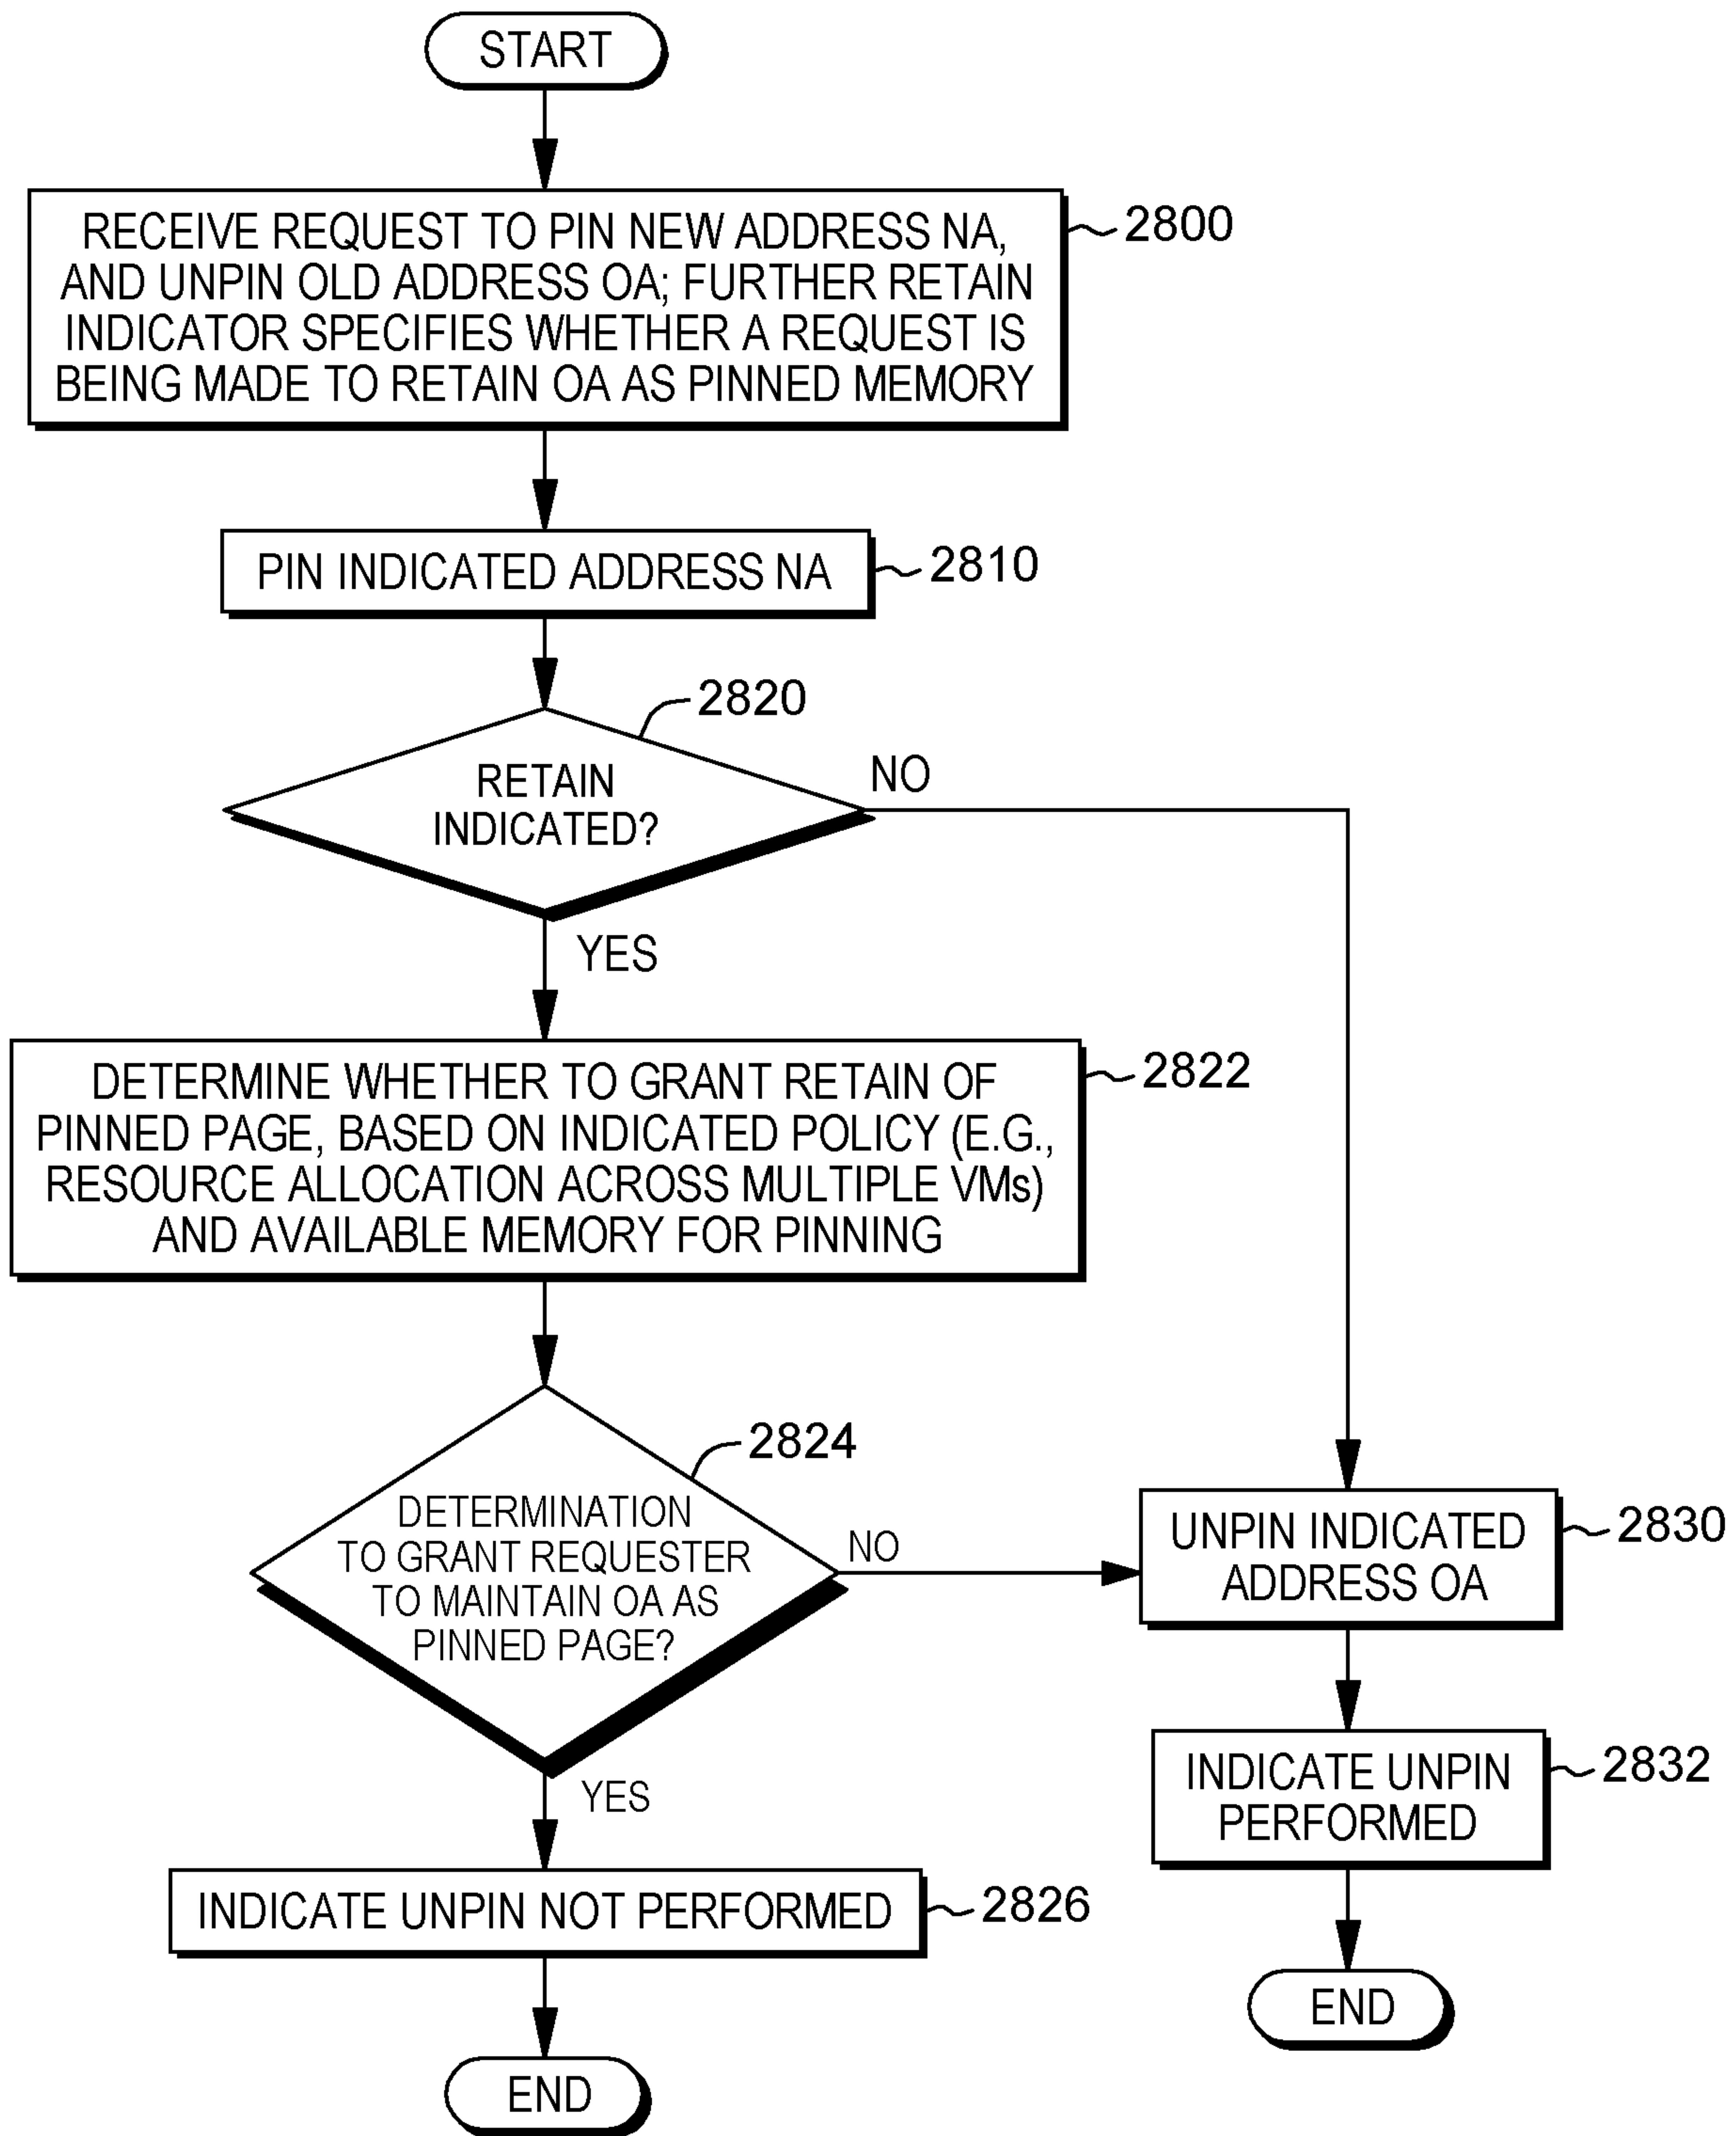 START
RECEIVE REQUEST TO PIN NEW ADDRESS NA,
AND UNPIN OLD ADDRESS OA; FURTHER RETAIN
INDICATOR SPECIFIES WHETHER A REQUEST IS
BEING MADE TO RETAIN OA AS PINNED MEMORY
2800
PIN INDICATED ADDRESS NA
2810
2820
RETAIN
INDICATED?
NO
YES
DETERMINE WHETHER TO GRANT RETAIN OF
PINNED PAGE, BASED ON INDICATED POLICY (E.G.,
RESOURCE ALLOCATION ACROSS MULTIPLE VMs)
AND AVAILABLE MEMORY FOR PINNING
2822
2824
DETERMINATION
TO GRANT REQUESTER
TO MAINTAIN OA AS
PINNED PAGE?
NO
YES
UNPIN INDICATED
ADDRESS OA
2830
INDICATE UNPIN
PERFORMED
2832
INDICATE UNPIN NOT PERFORMED
2826
END
END